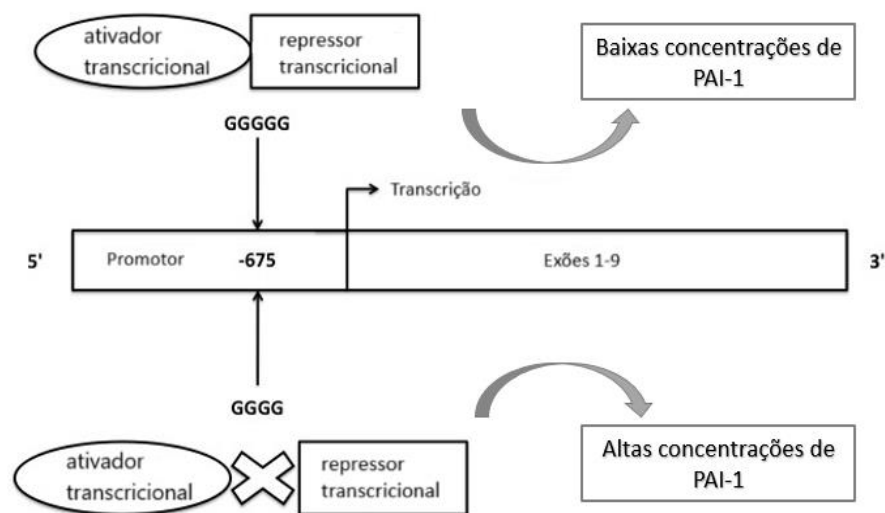 ativador
transcricional
repressor
transcricional
Baixas concentrações de
PAI-1
GGGGG
Transcrição
5'
Promotor
-675
Exões 1-9
3'
GGGG
ativador
transcricional
repressor
transcricional
Altas concentrações de
PAI-1